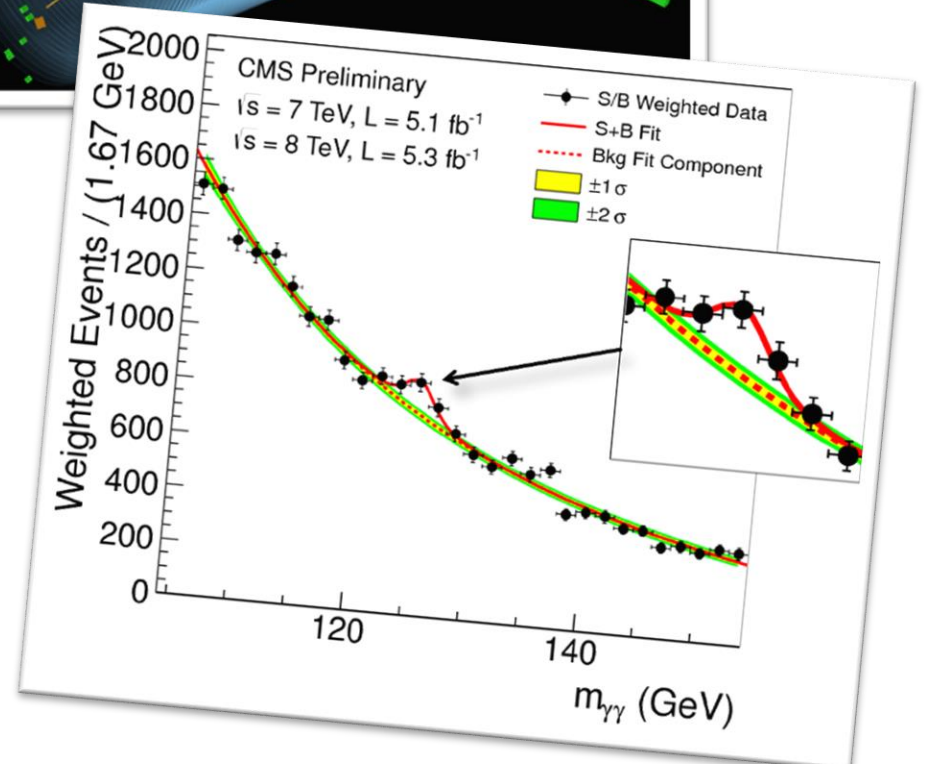 CMS Preliminary
√s = 7 TeV, L = 5.1 fb⁻¹
√s = 8 TeV, L = 5.3 fb⁻¹
S/B Weighted Data
S+B Fit
Bkg Fit Component
±1 σ
±2 σ
Weighted Events / (1.67 GeV)
2000
1800
1600
1400
1200
1000
800
600
400
200
0
120
140
mγγ (GeV)